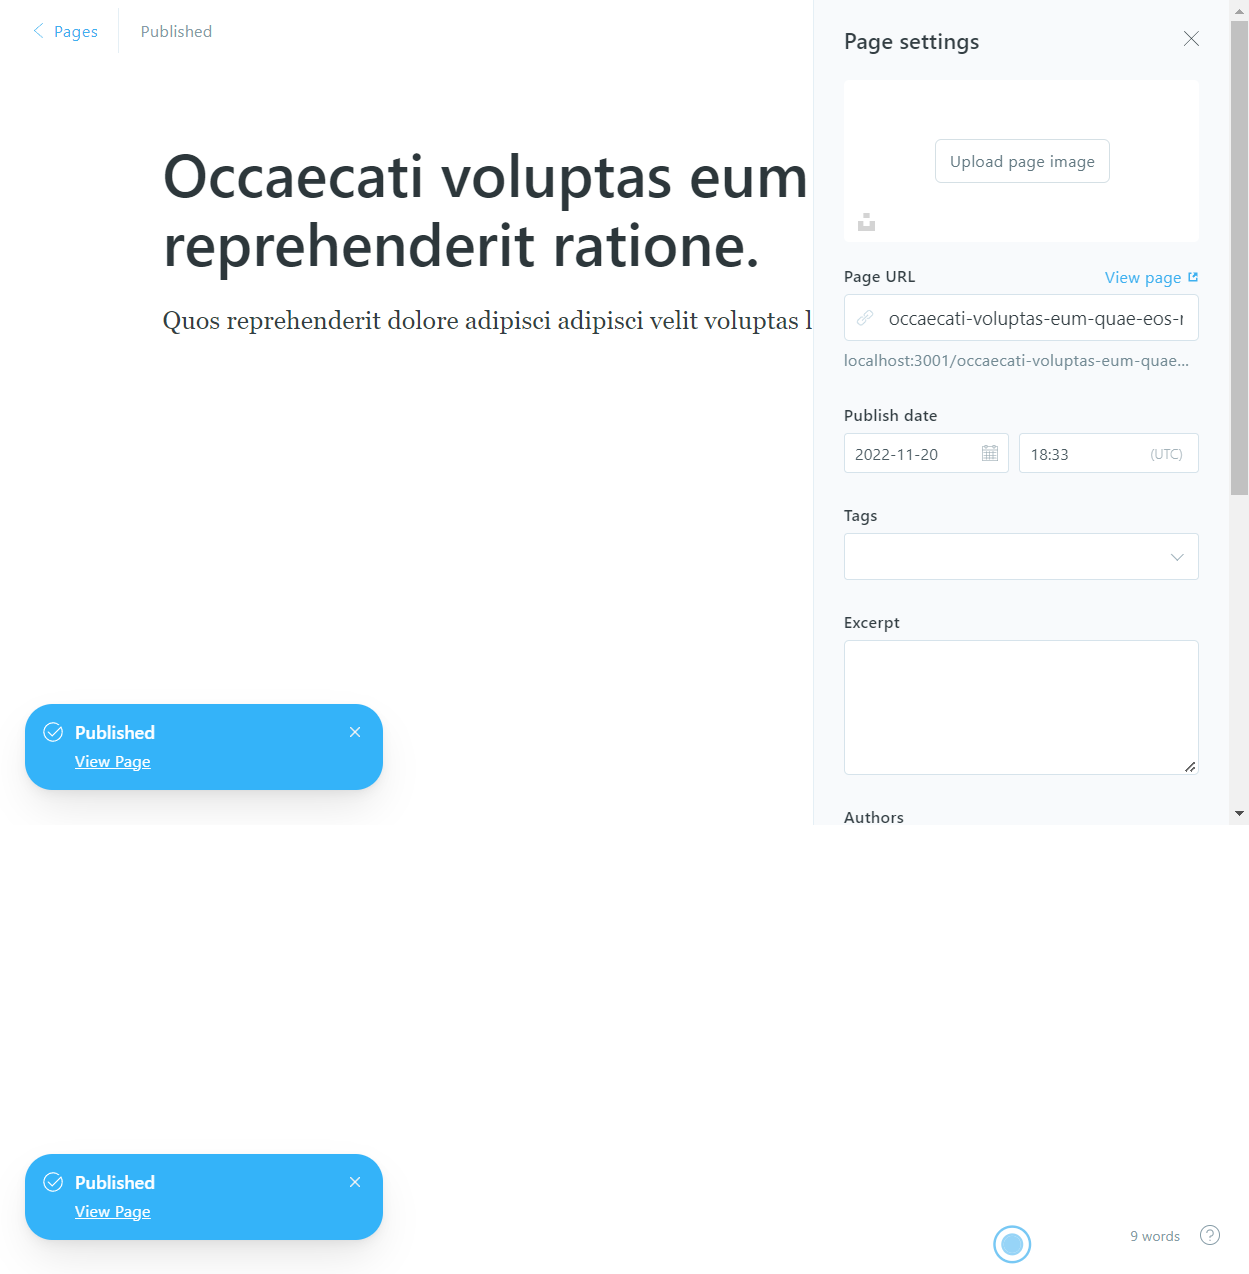 Pages
Published
Page settings
Upload page image
Occaecati voluptas eum
reprehenderit ratione.
Page URL
View page
Quos reprehenderit dolore adipisci adipisci velit voluptas
occaecati-voluptas-eum-quae-eos-
localhost:3001/occaecati-voluptas-eum-quae...
Publish date
2022-11-20
18:33
(UTC)
Tags
Excerpt
Published
View Page
Authors
Published
View Page
9 words
?